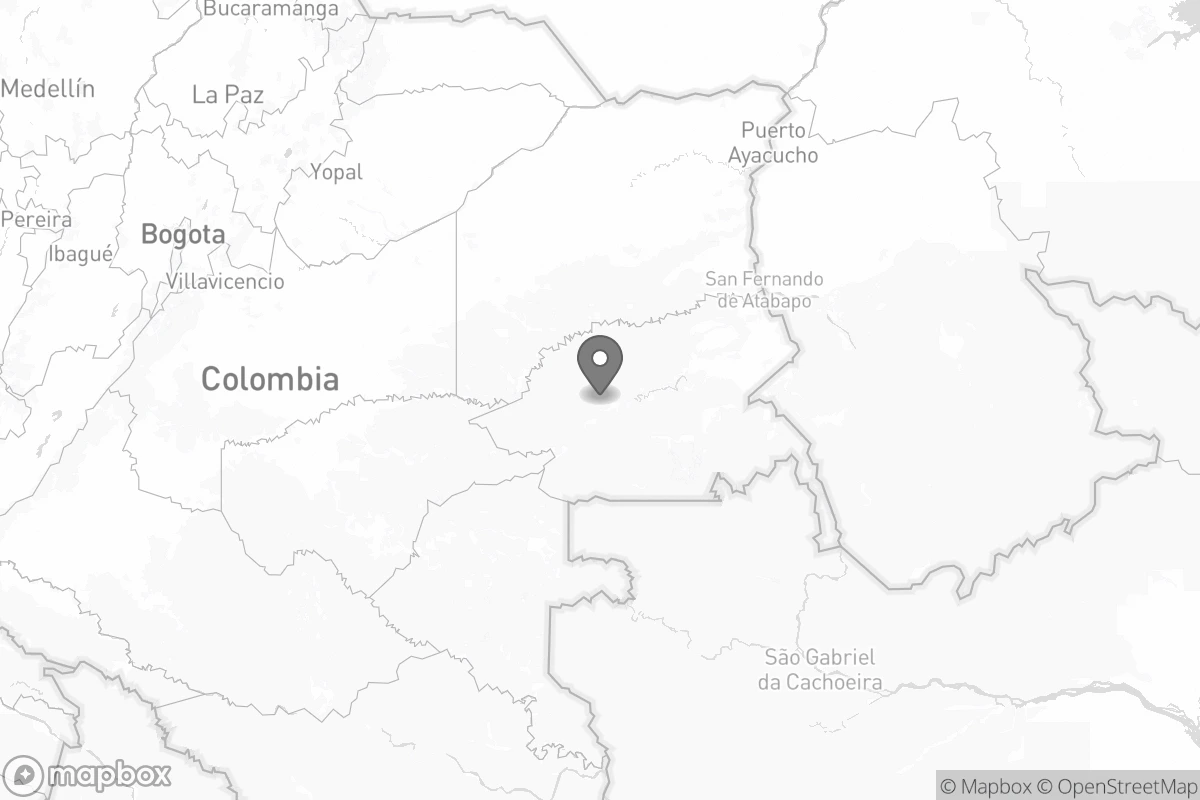 Bucaramanga
Medellín
La Paz
Puerto
Ayacucho
Yopal
Pereira
Bogota
Ibagué
Villavicencio
San Fernando
de Atabapo
Colombia
São Gabriel
da Cachoeira
mapbox
© Mapbox © OpenStreetMap